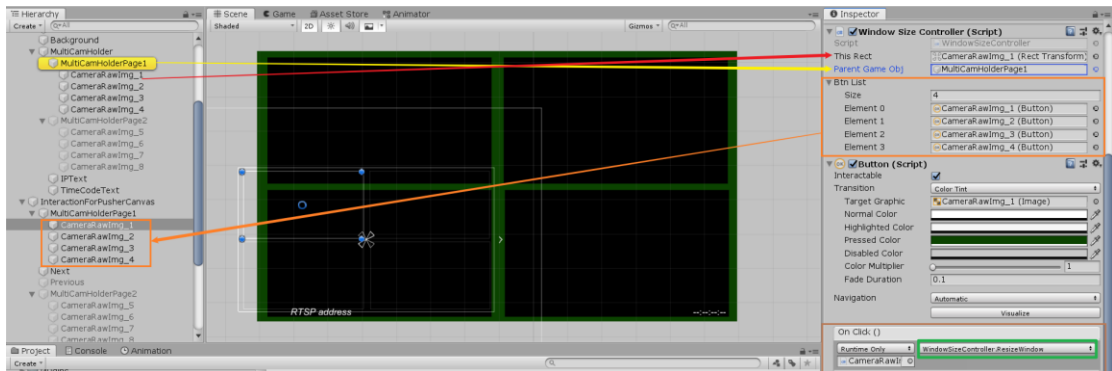 Hierarchy
Create
All
Background
MultiCamHolder
MultiCamHolderPage1
CameraRawImg_1
CameraRawImg_2
CameraRawImg_3
CameraRawImg_4
MultiCamHolderPage2
CameraRawImg_5
CameraRawImg_6
CameraRawImg_7
CameraRawImg_8
IPText
TimeCodeText
InteractionForPusherCanvas
MultiCamHolderPage1
CameraRawImg_1
CameraRawImg_2
CameraRawImg_3
CameraRawImg_4
Next
Previous
MultiCamHolderPage2
CameraRawImg_5
CameraRawImg_6
CameraRawImg_7
CameraRawImg_8
Project Console Animation
Create
Scene Game Asset Store Animator
Shaded 2D Gizmos All
RTSP address --:--:--:--
Inspector
Window Size Controller (Script)
Script WindowSizeController
This Rect CameraRawImg_1 (Rect Transform)
Parent Game Obj MultiCamHolderPage1
Btn List
Size 4
Element 0 CameraRawImg_1 (Button)
Element 1 CameraRawImg_2 (Button)
Element 2 CameraRawImg_3 (Button)
Element 3 CameraRawImg_4 (Button)
Button (Script)
Interactable
Transition Color Tint
Target Graphic CameraRawImg_1 (Image)
Normal Color
Highlighted Color
Pressed Color
Disabled Color
Color Multiplier 1
Fade Duration 0.1
Navigation Automatic
Visualize
On Click ()
Runtime Only WindowSizeController.ResizeWindow
CameraRawIr